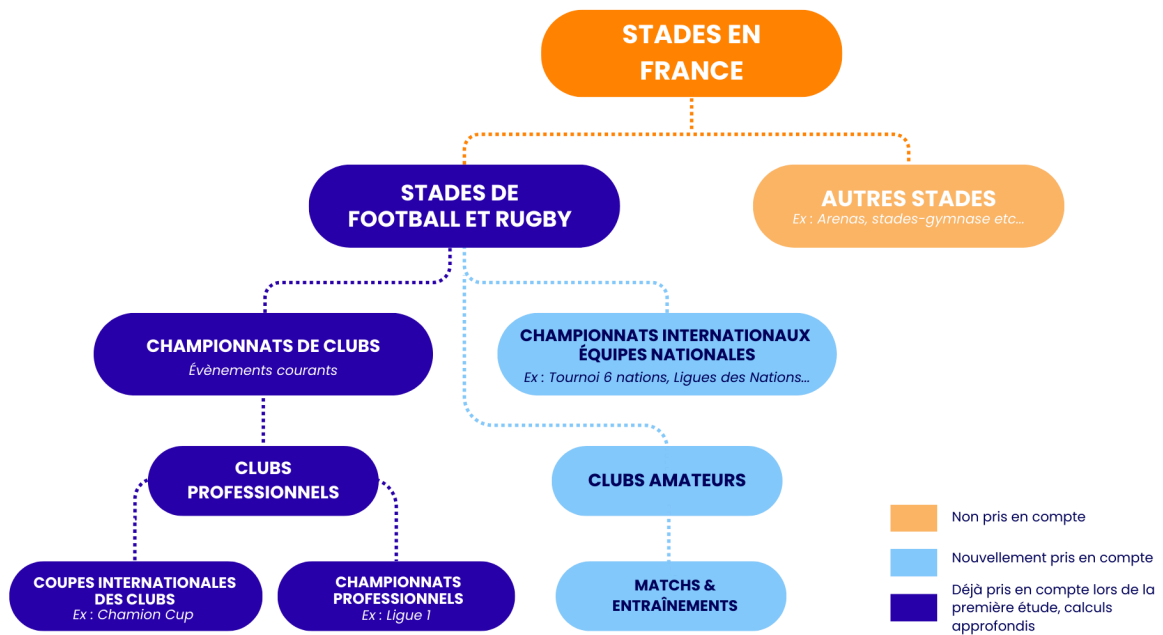 STADES EN
FRANCE
STADES DE
FOOTBALL ET RUGBY
AUTRES STADES
Ex : Arenas, stades-gymnase etc...
CHAMPIONNATS DE CLUBS
Évènements courants
CHAMPIONNATS INTERNATIONAUX
ÉQUIPES NATIONALES
Ex : Tournoi 6 nations, Ligues des Nations...
CLUBS
PROFESSIONNELS
CLUBS AMATEURS
COUPES INTERNATIONALES
DES CLUBS
Ex : Chamion Cup
CHAMPIONNATS
PROFESSIONNELS
Ex : Ligue 1
MATCHS &
ENTRAÎNEMENTS
Non pris en compte
Nouvellement pris en compte
Déjà pris en compte lors de la
première étude, calculs
approfondis